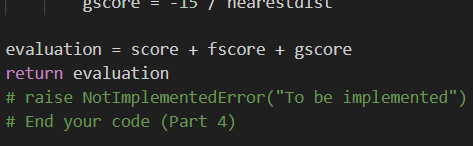 gscore = -15 / nearestdist
evaluation = score + fscore + gscore
return evaluation
# raise NotImplementedError("To be implemented")
# End your code (Part 4)